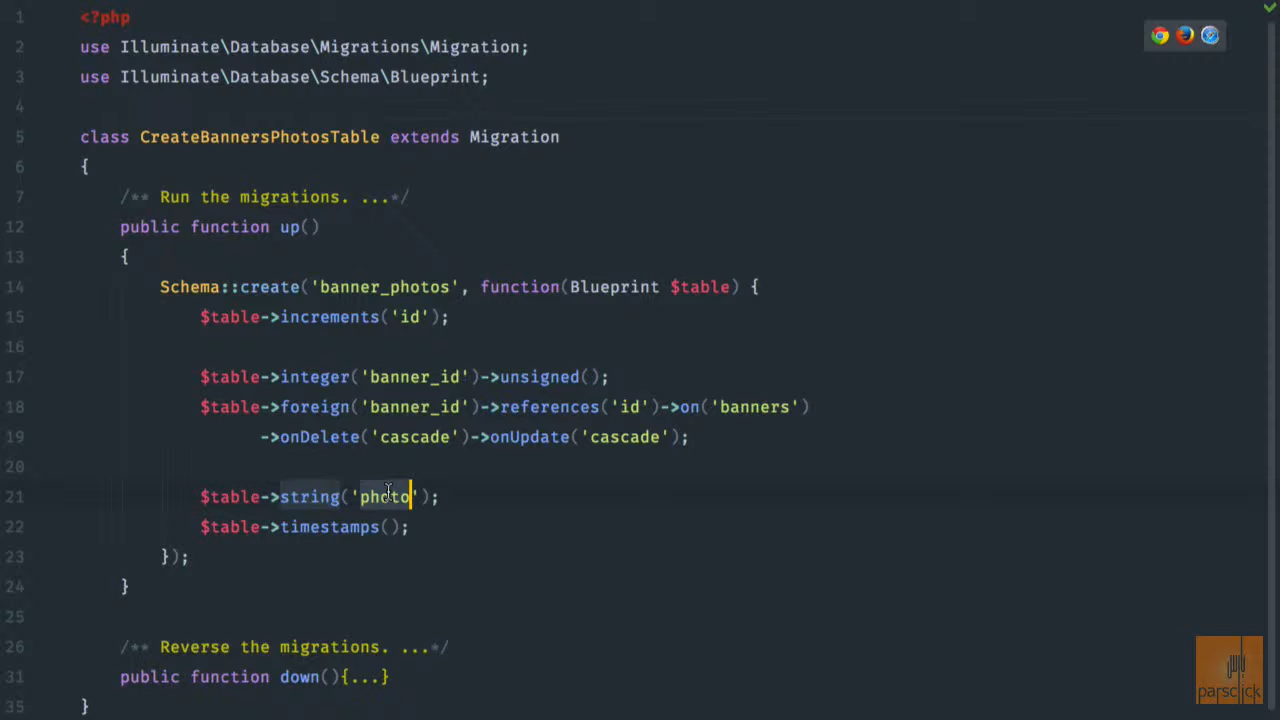 1 <?php
2 use Illuminate\Database\Migrations\Migration;
3 use Illuminate\Database\Schema\Blueprint;
4
5 class CreateBannersPhotosTable extends Migration
6 {
7 /** Run the migrations. ...*/
12 public function up()
13 {
14 Schema::create('banner_photos', function(Blueprint $table) {
15 $table->increments('id');
16
17 $table->integer('banner_id')->unsigned();
18 $table->foreign('banner_id')->references('id')->on('banners')
19 ->onDelete('cascade')->onUpdate('cascade');
20
21 $table->string('photo');
22 $table->timestamps();
23 });
24 }
25
26 /** Reverse the migrations. ...*/
31 public function down(){...}
35 }
parsclick